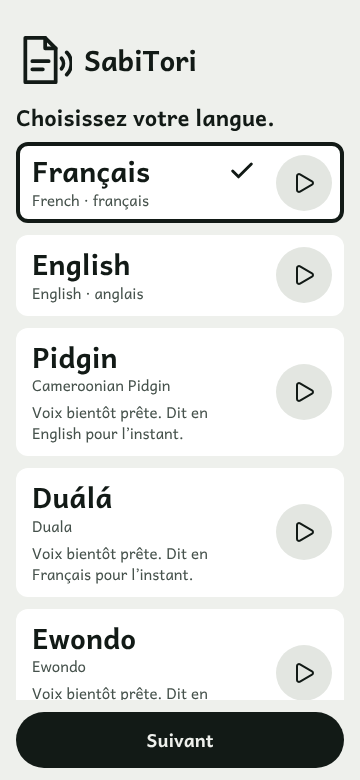 SabiTori
Choisissez votre langue.
Français
French · français
English
English · anglais
Pidgin
Cameroonian Pidgin
Voix bientôt prête. Dit en
English pour l’instant.
Duálá
Duala
Voix bientôt prête. Dit en
Français pour l’instant.
Ewondo
Ewondo
Voix bientôt prête. Dit en
Suivant